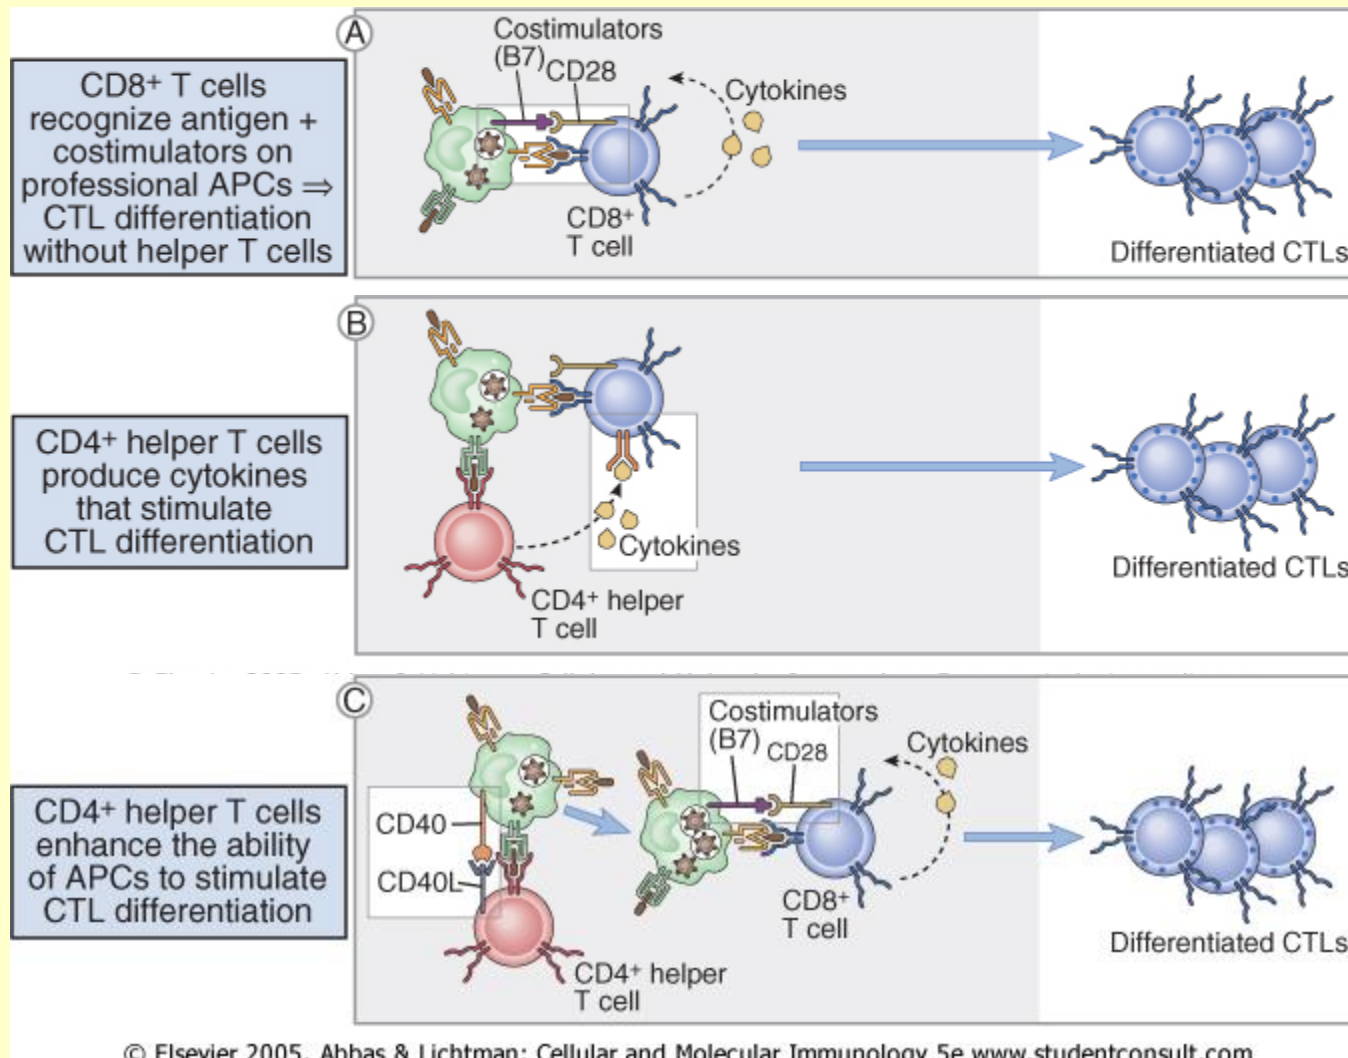 CD8+ T cells
recognize antigen +
costimulators on
professional APCs ⇒
CTL differentiation
without helper T cells
A
Costimulators
(B7)
CD28
Cytokines
CD8+
T cell
Differentiated CTLs
CD4+ helper T cells
produce cytokines
that stimulate
CTL differentiation
B
Cytokines
CD4+ helper
T cell
Differentiated CTLs
CD4+ helper T cells
enhance the ability
of APCs to stimulate
CTL differentiation
C
CD40
CD40L
CD4+ helper
T cell
Costimulators
(B7)
CD28
Cytokines
CD8+
T cell
Differentiated CTLs
© Elsevier 2005. Abbas & Lichtman: Cellular and Molecular Immunology 5e www.studentconsult.com